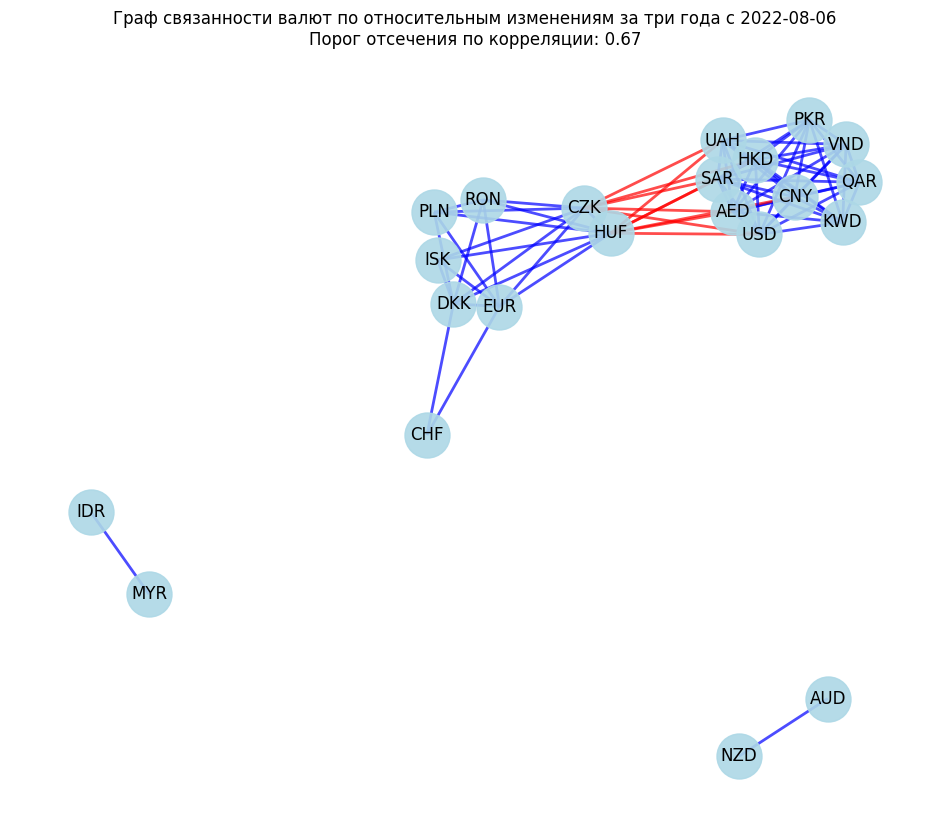 Граф связанности валют по относительным изменениям за три года с 2022-08-06
Порог отсечения по корреляции: 0.67
PKR
UAH
VND
HKD
SAR
QAR
CNY
RON
CZK
PLN
AED
KWD
HUF
USD
ISK
DKK
EUR
CHF
IDR
MYR
AUD
NZD